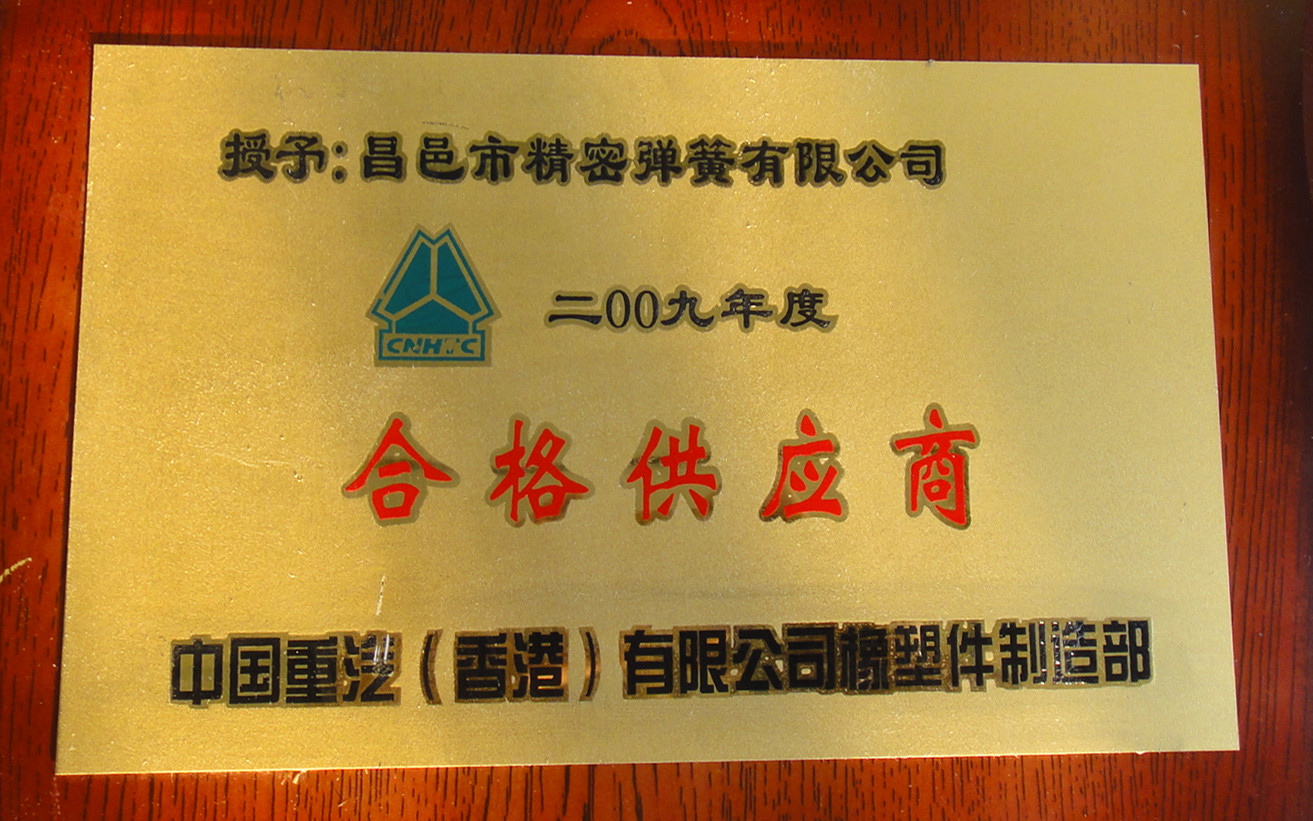 授予:昌邑市精密弹簧有限公司
二00九年度
CNHTC
合格供应商
中国重汽(香港)有限公司橡塑件制造部